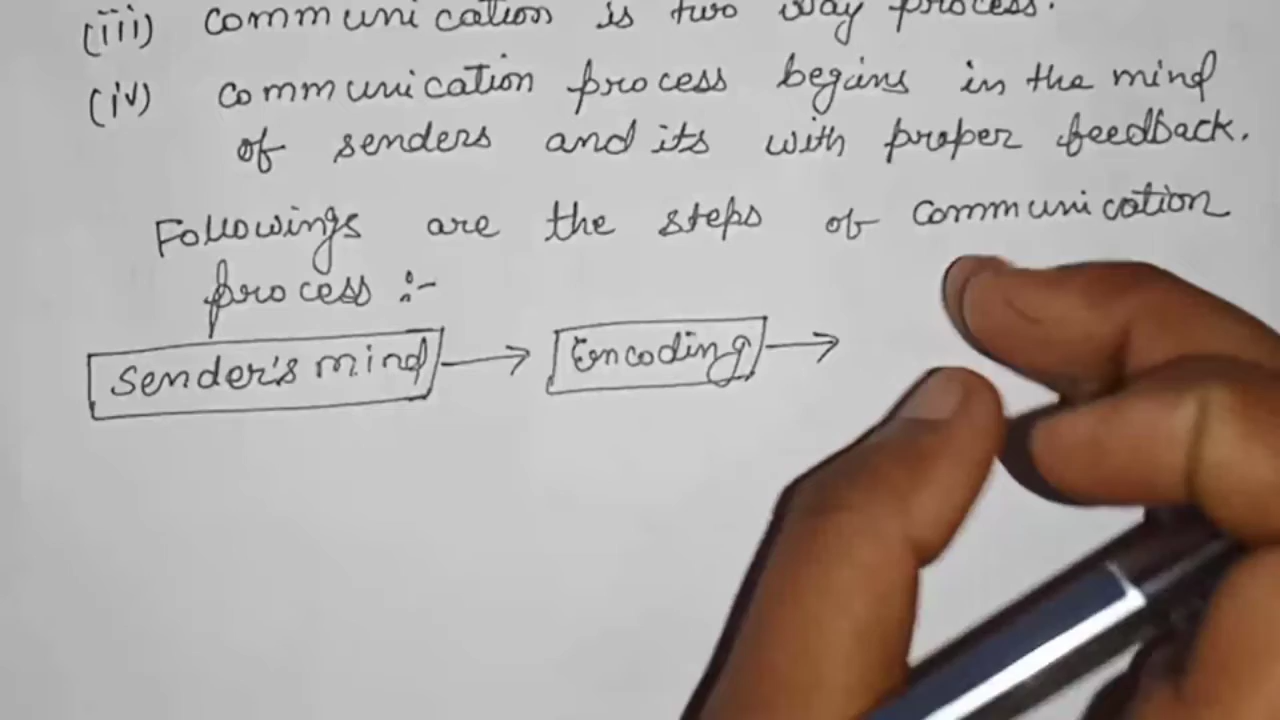 (iii) communication is two way process.
(iv) communication process begins in the mind
of senders and its with proper feedback.
Followings are the steps of communication
process :-
Sender's mind → Encoding →